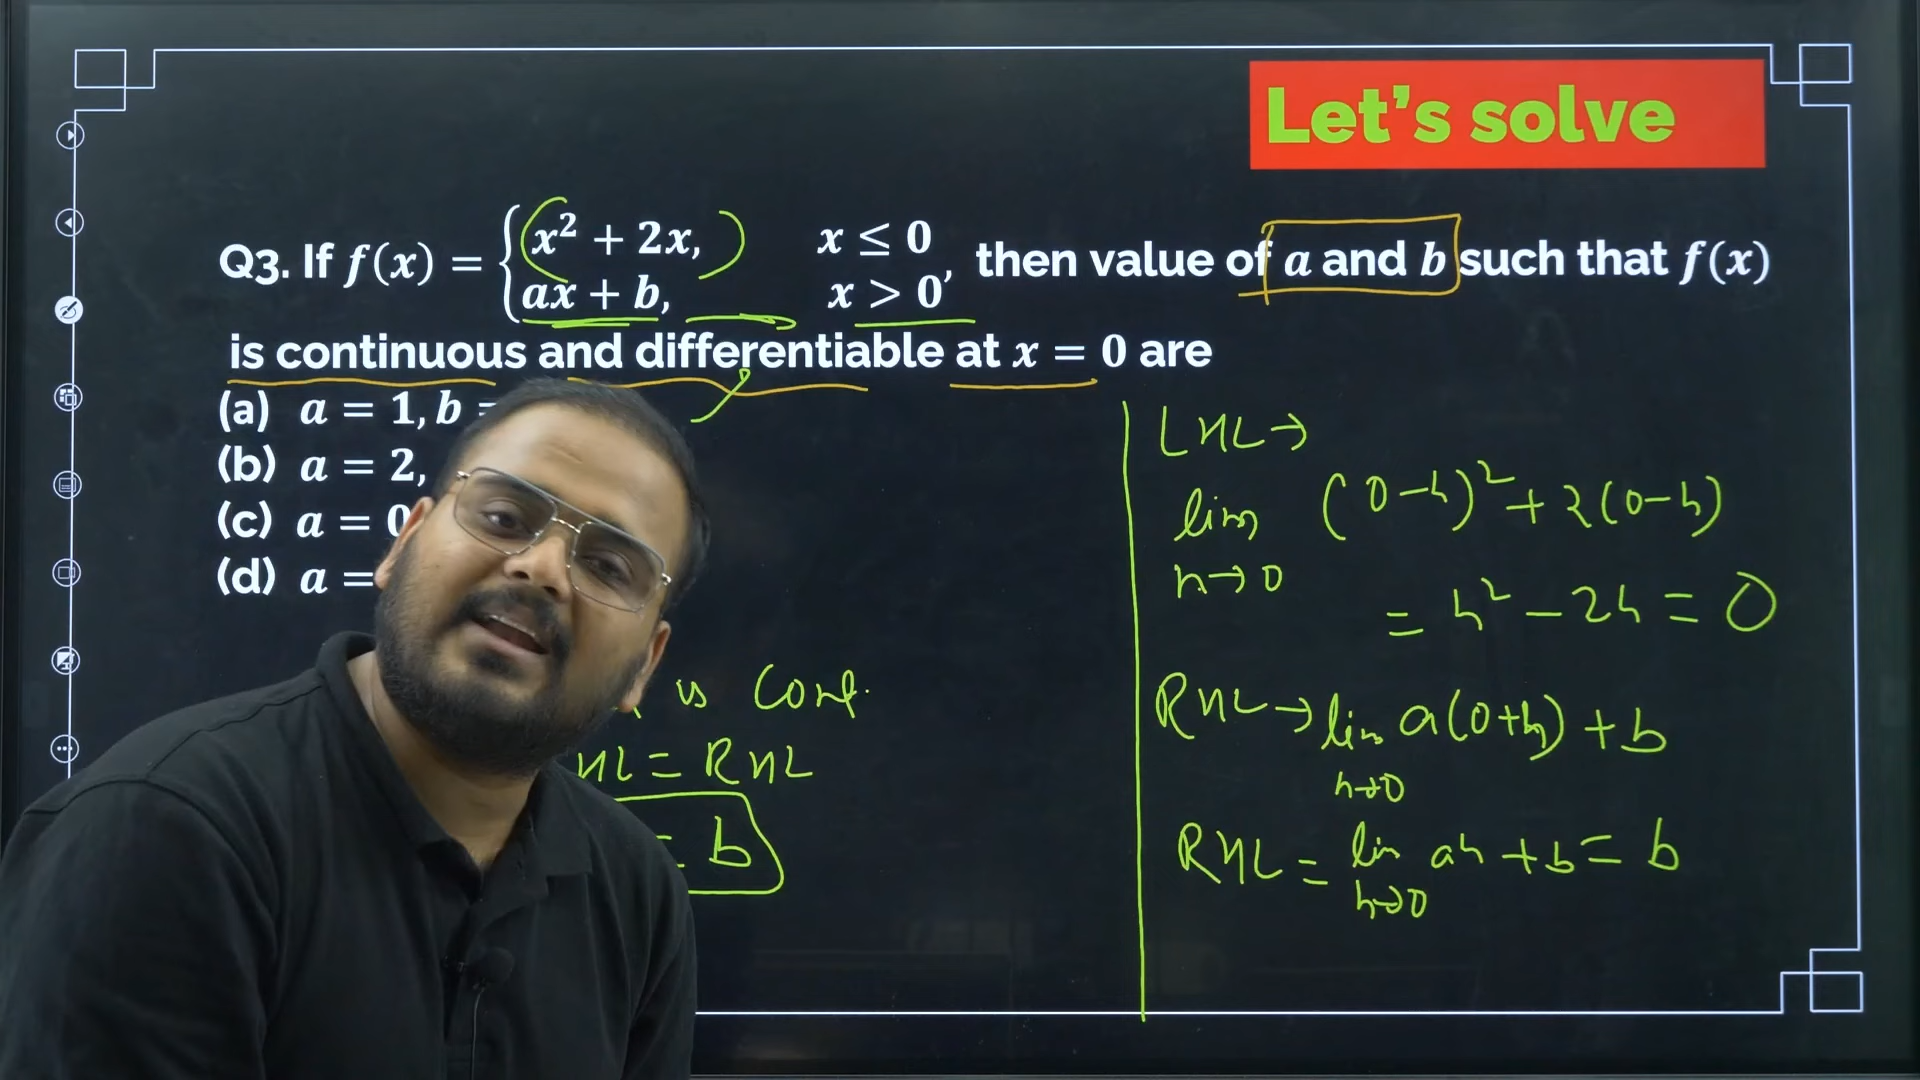 Let's solve
Q3. If f(x) = { x² + 2x, x ≤ 0
ax + b, x > 0 , then value of a and b such that f(x)
is continuous and differentiable at x = 0 are
(a) a = 1, b =
(b) a = 2,
(c) a = 0
(d) a =
LHL →
lim h→0 (0-h)² + 2(0-h)
= h² - 2h = 0
RHL → lim h→0 a(0+h) + b
RHL = lim h→0 ah + b = b
is Cont.
HL = RHL
= b